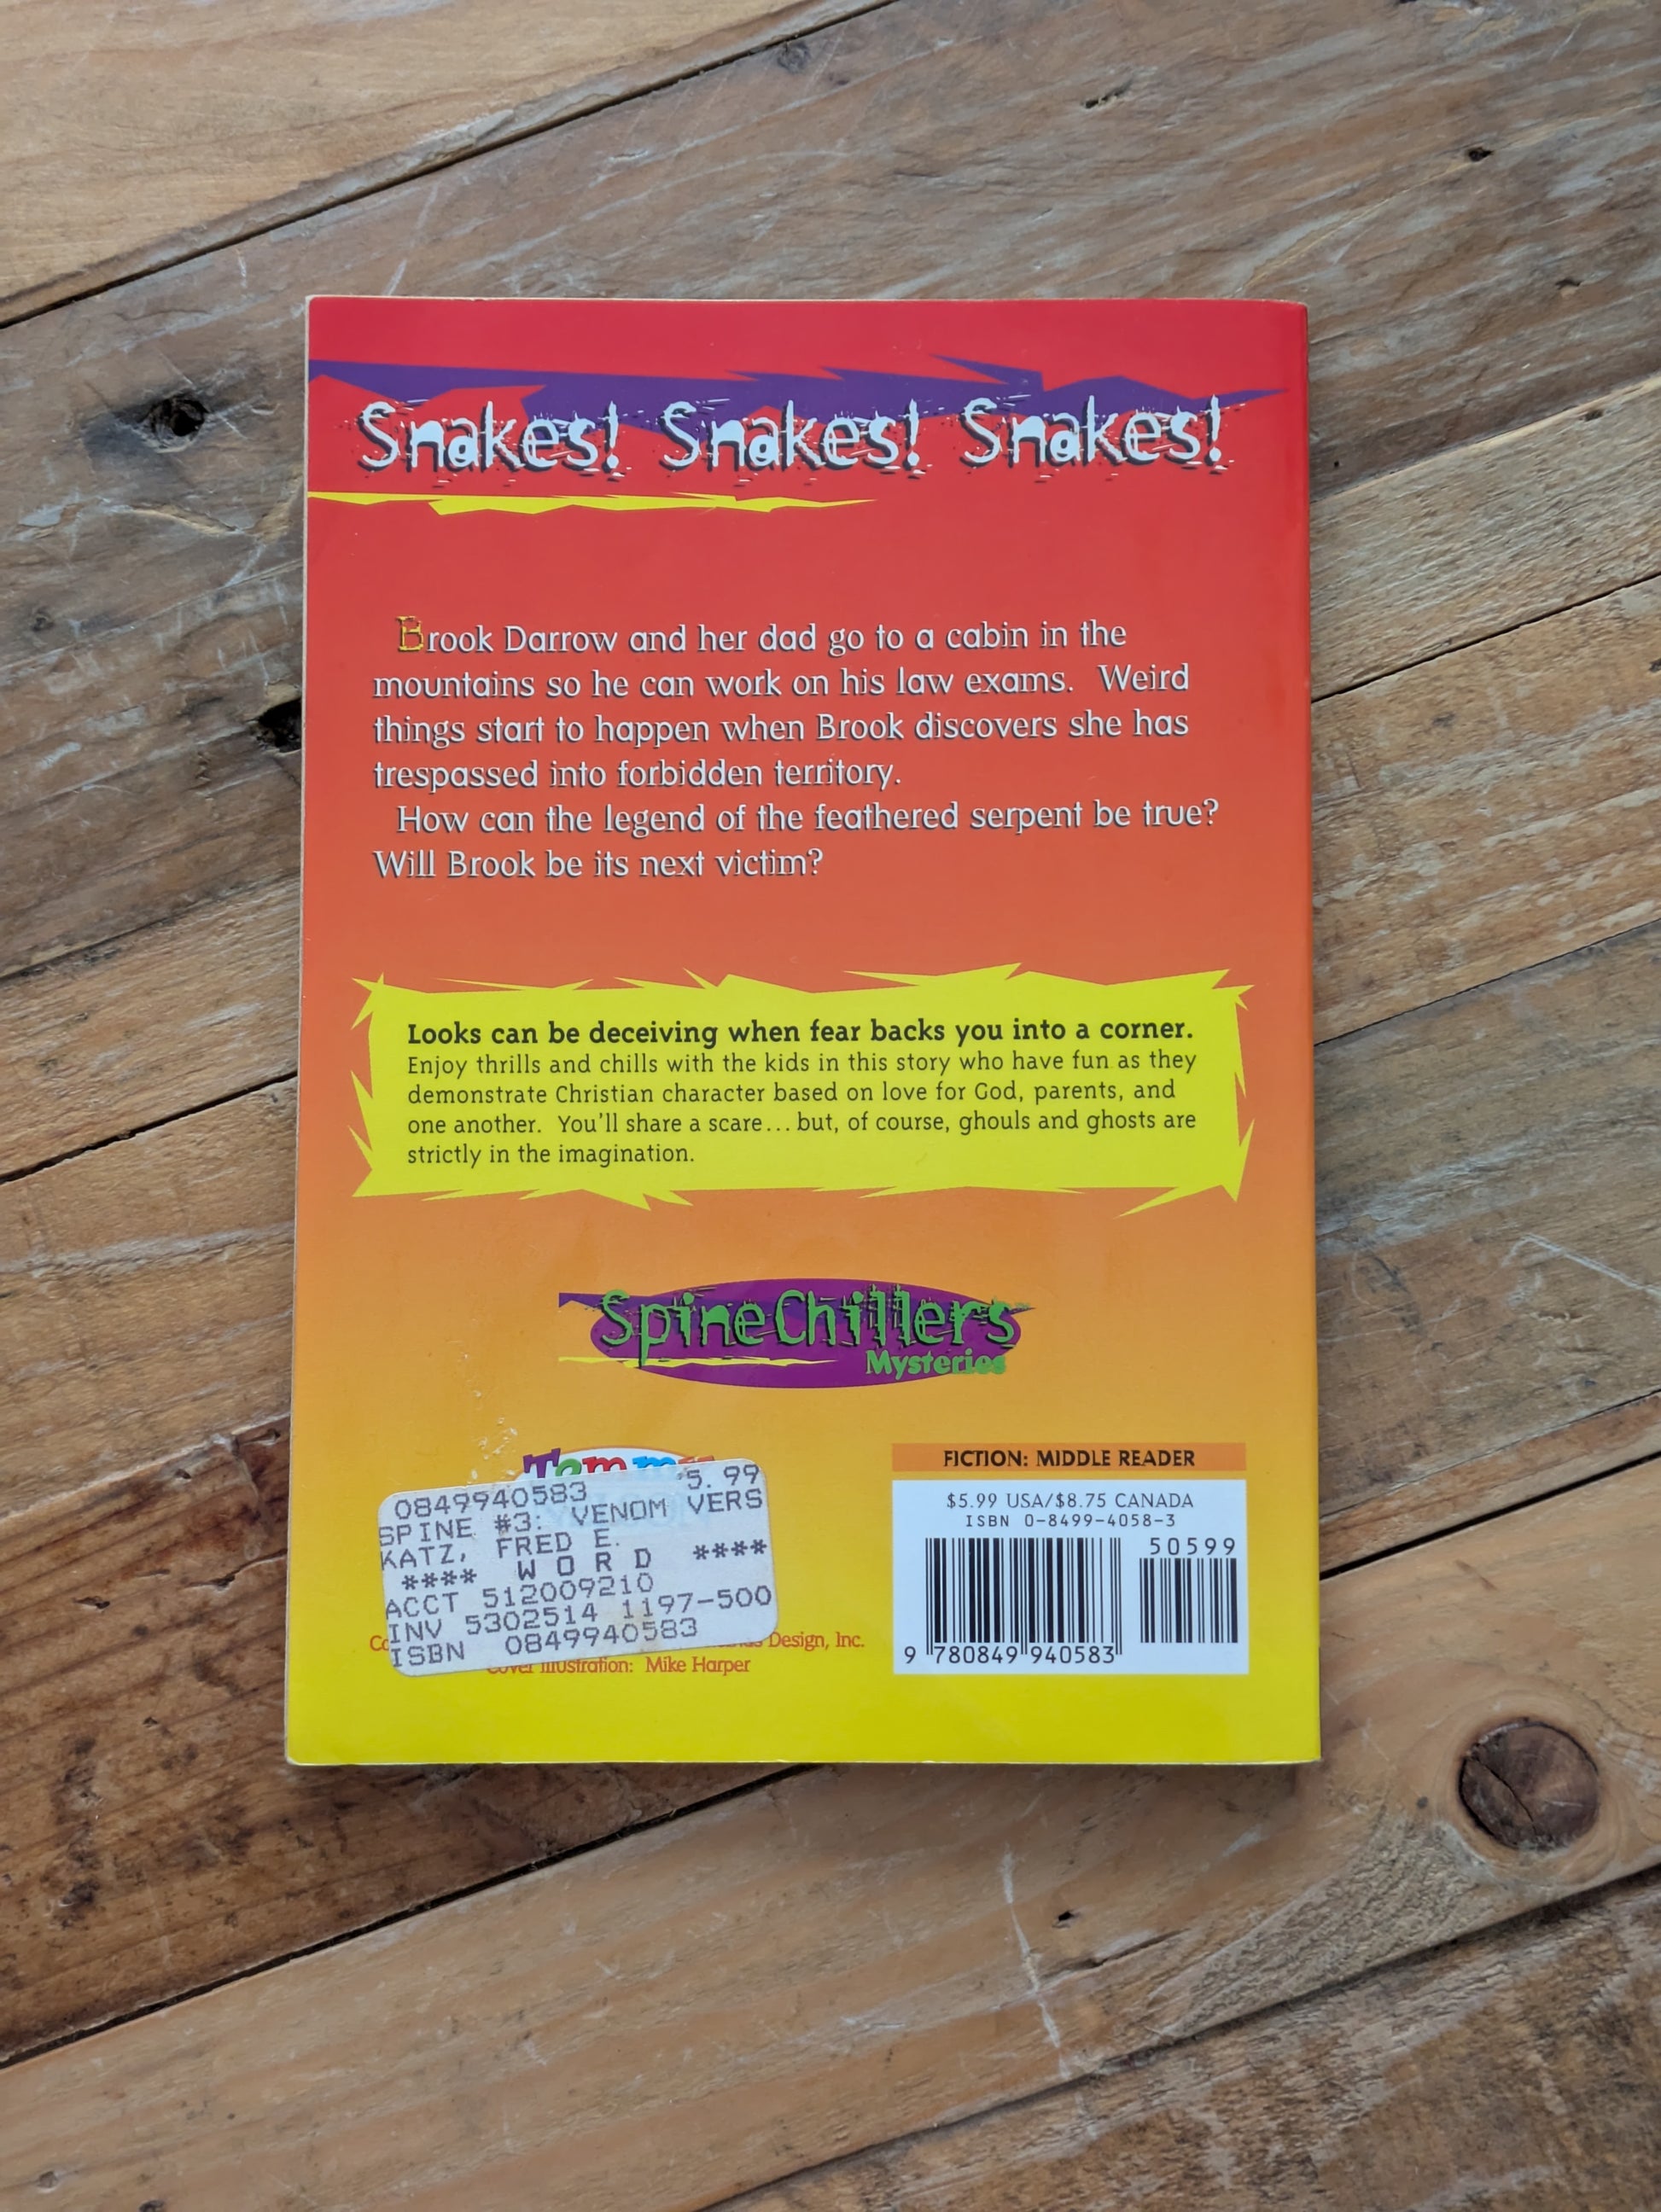 Snakes! Snakes! Snakes!
Brook Darrow and her dad go to a cabin in the
mountains so he can work on his law exams. Weird
things start to happen when Brook discovers she has
trespassed into forbidden territory.
How can the legend of the feathered serpent be true?
Will Brook be its next victim?
Looks can be deceiving when fear backs you into a corner.
Enjoy thrills and chills with the kids in this story who have fun as they
demonstrate Christian character based on love for God, parents, and
one another. You'll share a scare... but, of course, ghouls and ghosts are
strictly in the imagination.
SpineChillers™
Mysteries
Tommy
0849940583 5.99
SPINE #3: VENOM VERS
KATZ, FRED E.
**** W O R D ****
ACCT 512009210
INV 5302514 1197-500
ISBN 0849940583
Design, Inc.
Cover Illustration: Mike Harper
FICTION: MIDDLE READER
$5.99 USA/$8.75 CANADA
ISBN 0-8499-4058-3
50599
9 780849 940583